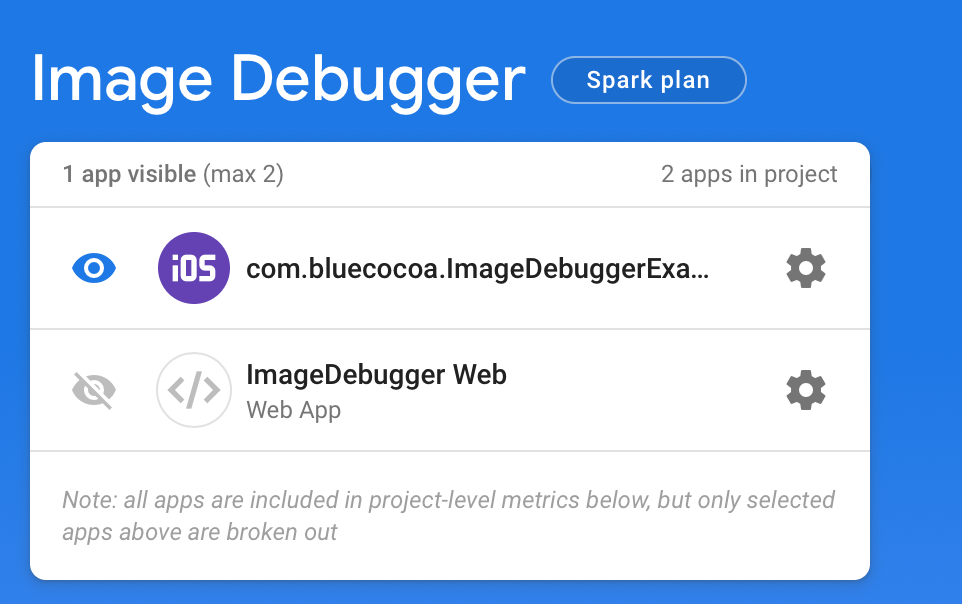 Image Debugger Spark plan
1 app visible (max 2) 2 apps in project
iOS com.bluecocoa.ImageDebuggerExa...
ImageDebugger Web
Web App
Note: all apps are included in project-level metrics below, but only selected
apps above are broken out